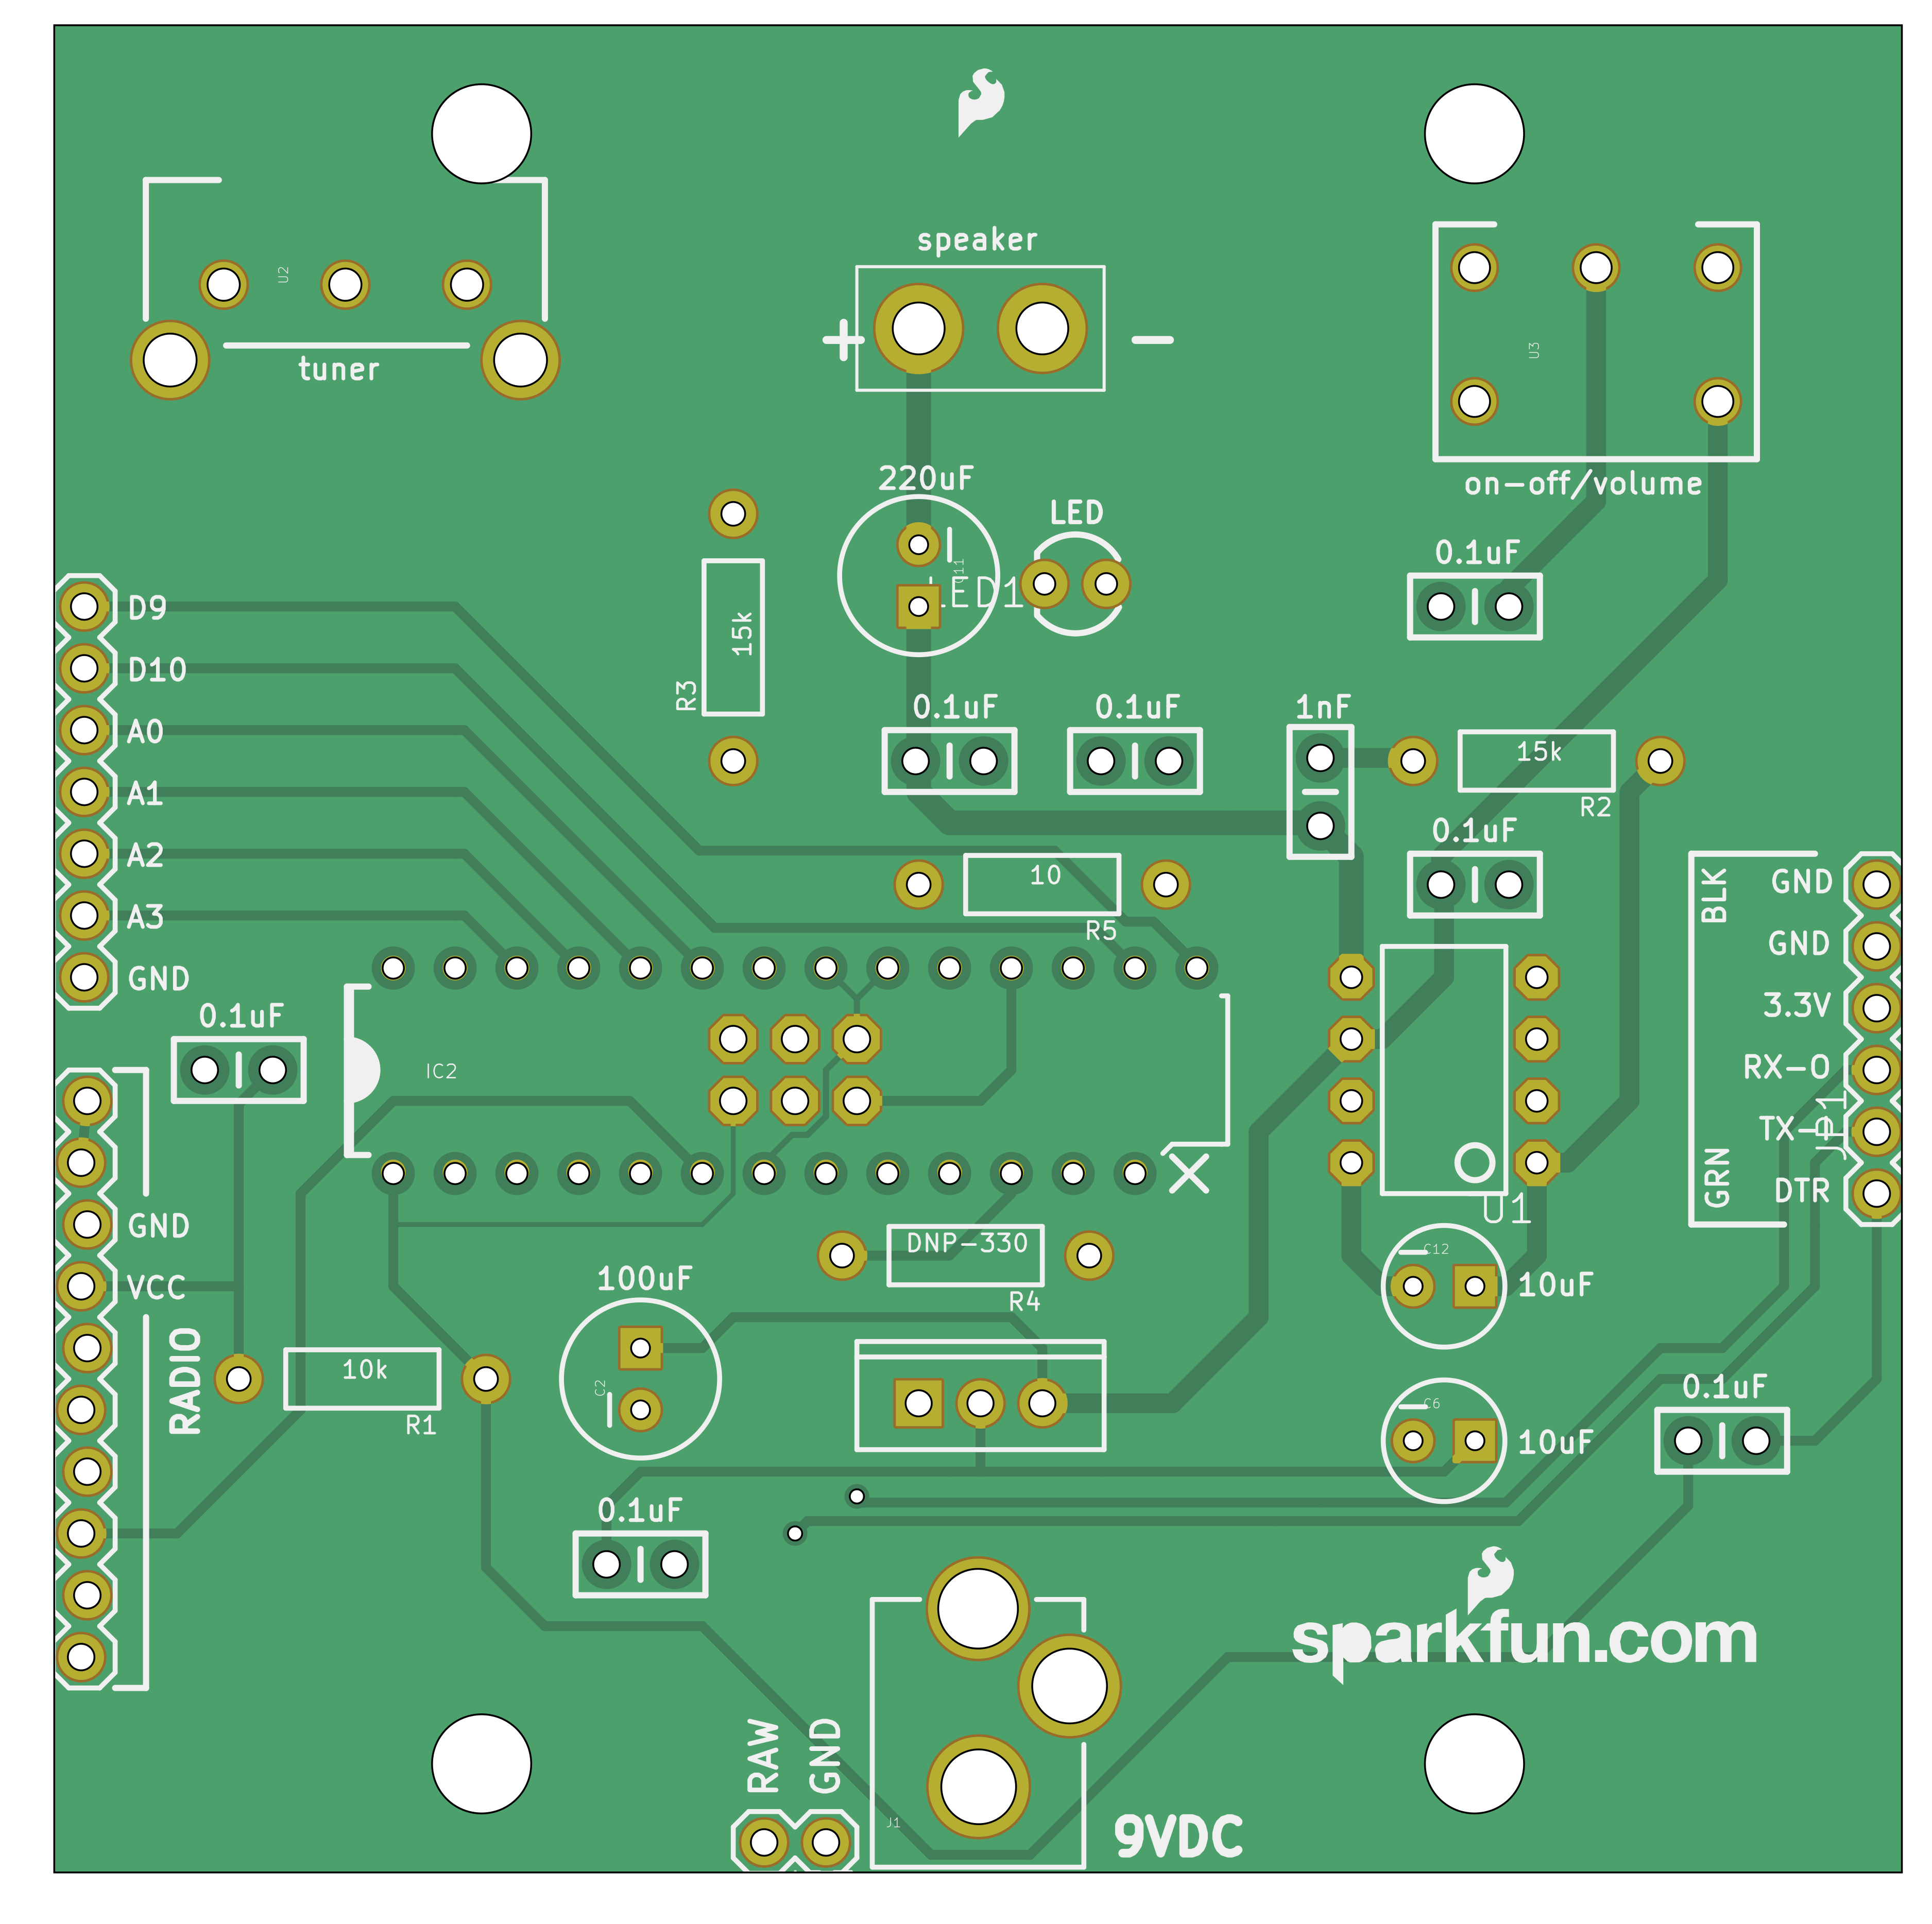 speaker
U2
+
-
U3
tuner
220uF
on-off/volume
LED
0.1uF
C11
LED1
D9
15k
D10
R3
0.1uF
0.1uF
1nF
A0
15k
A1
R2
0.1uF
A2
10
GND
BLK
A3
R5
GND
GND
3.3V
0.1uF
IC2
RX-O
TX-I
JP1
GRN
DTR
U1
GND
DNP-330
C12
VCC
100uF
10uF
R4
RADIO
10k
C2
0.1uF
R1
C6
10uF
0.1uF
sparkfun.com
RAW
GND
J1
9VDC